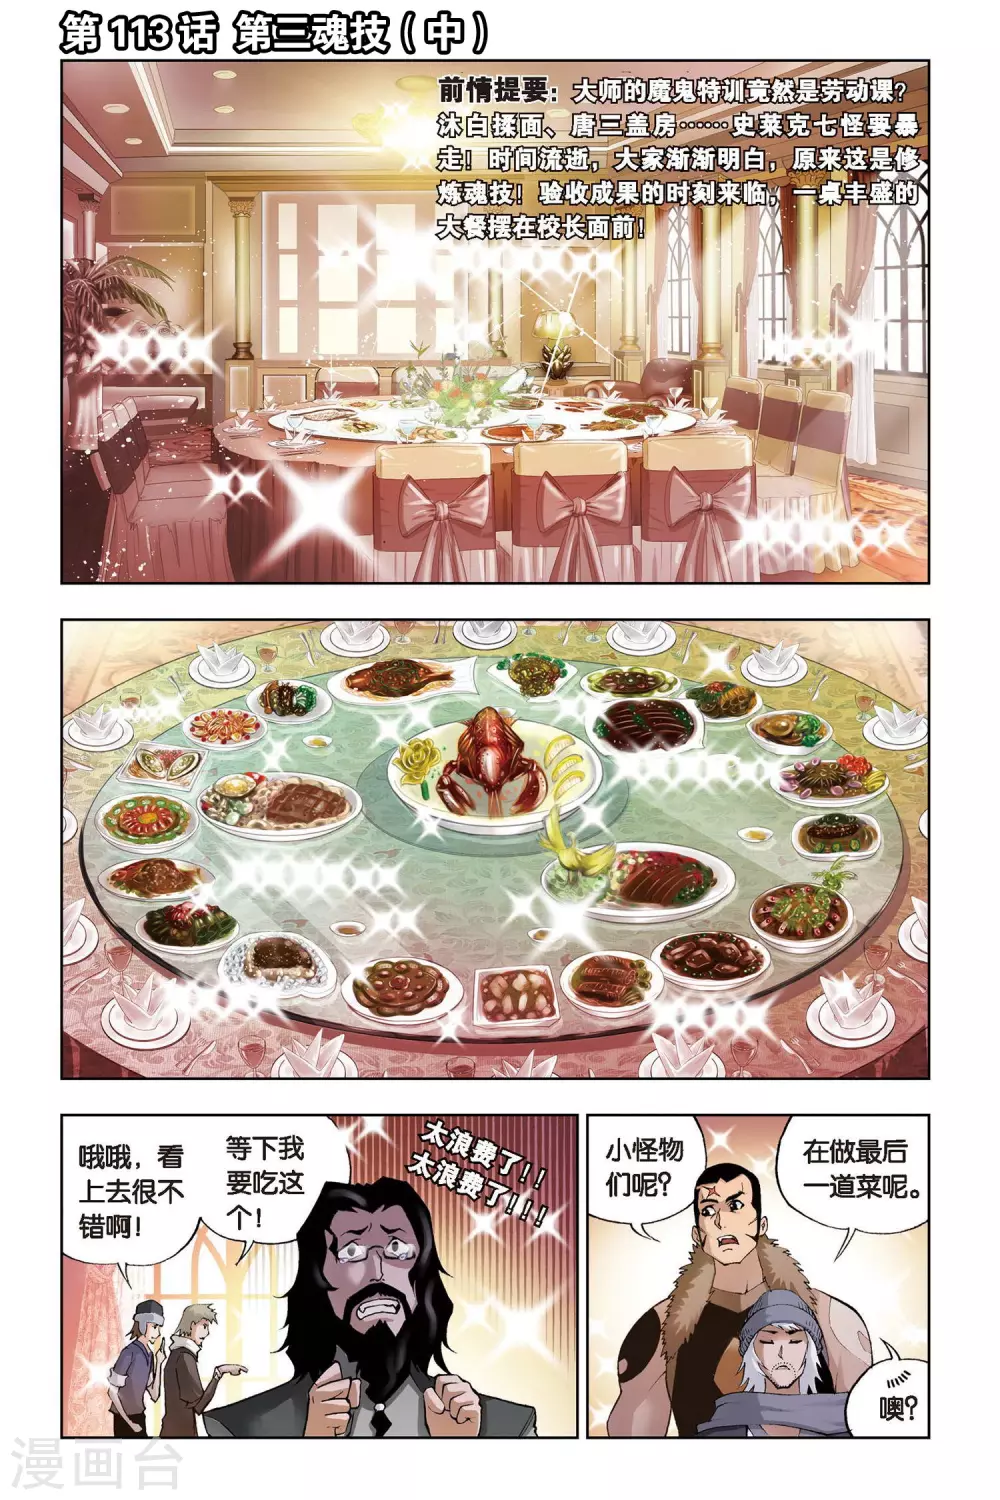 第113话 第三魂技（中）
前情提要：大师的魔鬼特训竟然是劳动课？
沐白揉面、唐三盖房……史莱克七怪要暴
走！时间流逝，大家渐渐明白，原来这是修
炼魂技！验收成果的时刻来临，一桌丰盛的
大餐摆在校长面前！
哦哦，看
上去很不
错啊！
等下我
要吃这
个！
太浪费了！！
太浪费了！！！
小怪物
们呢？
在做最后
一道菜呢。
噢？
漫画台